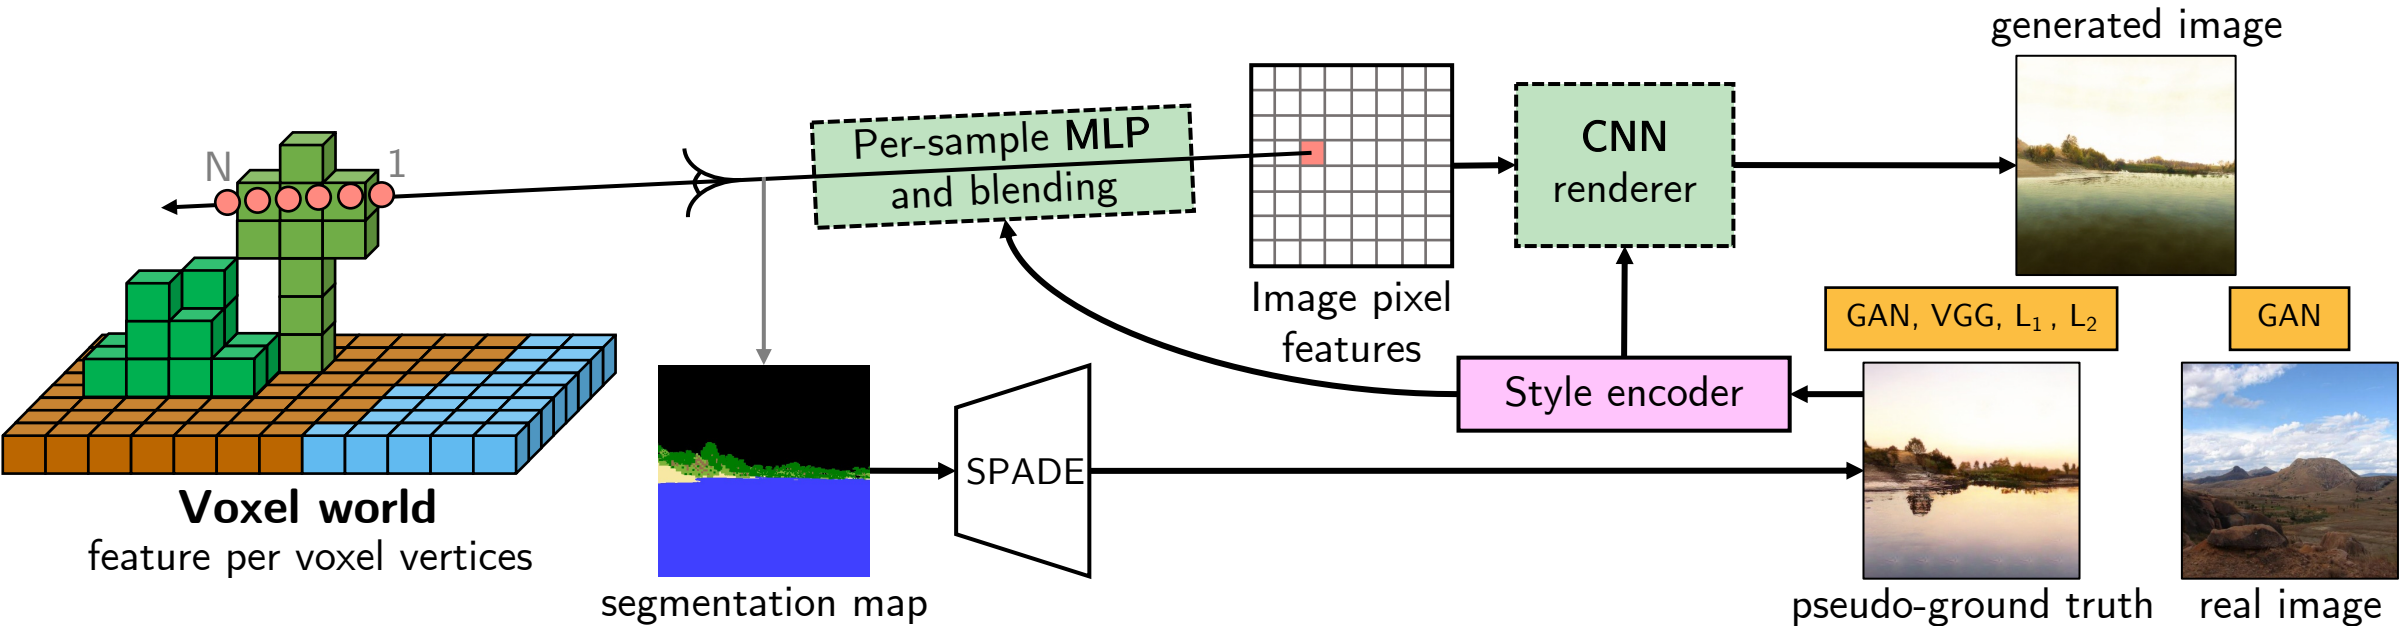 generated image
N
1
Per-sample MLP
and blending
CNN
renderer
Image pixel
features
GAN, VGG, L₁, L₂
GAN
Style encoder
SPADE
Voxel world
feature per voxel vertices
segmentation map
pseudo-ground truth
real image